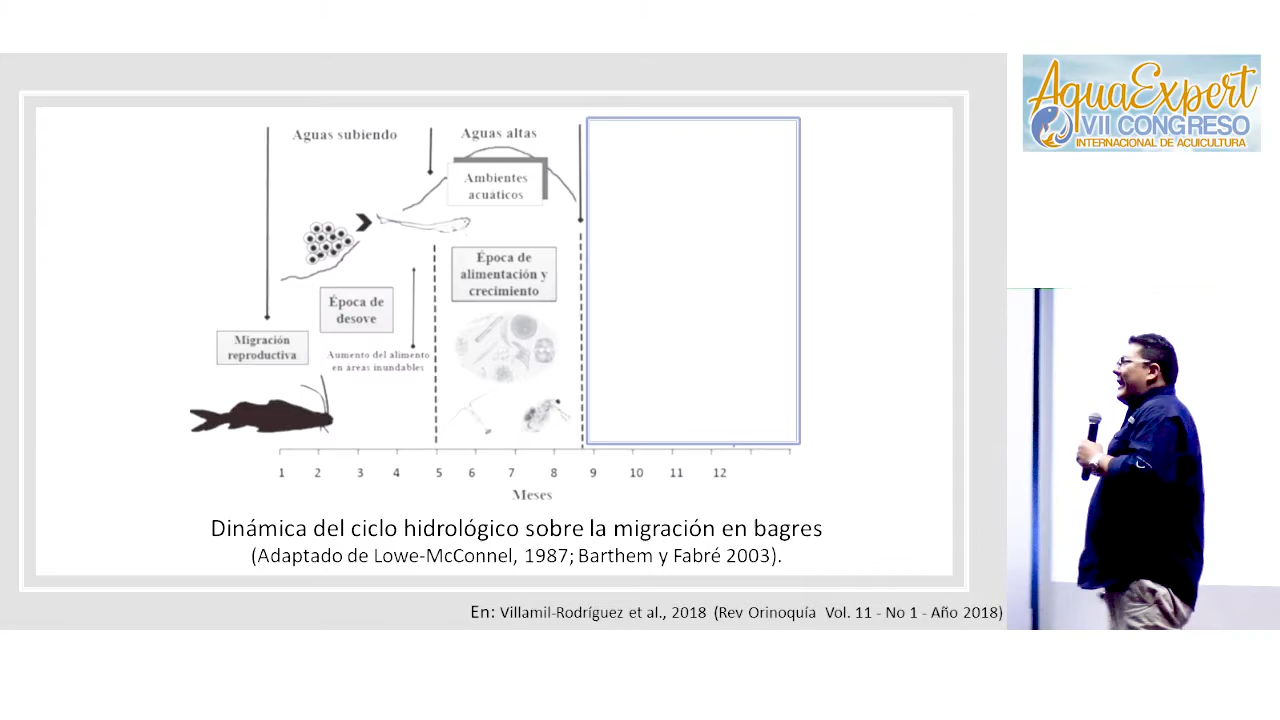 Aguas subiendo
Aguas altas
Ambientes
acuáticos
Época de
alimentación y
crecimiento
Época de
desove
Migración
reproductiva
Aumento del alimento
en áreas inundables
1 2 3 4 5 6 7 8 9 10 11 12
Meses
Dinámica del ciclo hidrológico sobre la migración en bagres
(Adaptado de Lowe-McConnel, 1987; Barthem y Fabré 2003).
En: Villamil-Rodríguez et al., 2018 (Rev Orinoquía Vol. 11 - No 1 - Año 2018)
AquaExpert
VII CONGRESO
INTERNACIONAL DE ACUICULTURA